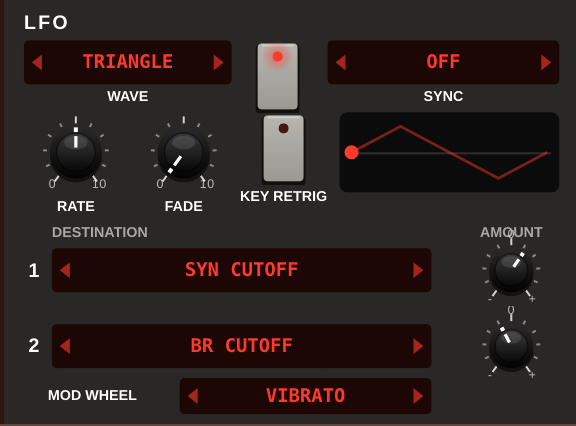 LFO
TRIANGLE
OFF
WAVE
SYNC
0 10
0 10
RATE
FADE
KEY RETRIG
DESTINATION
AMOUNT
0
1
SYN CUTOFF
- +
0
2
BR CUTOFF
- +
MOD WHEEL
VIBRATO